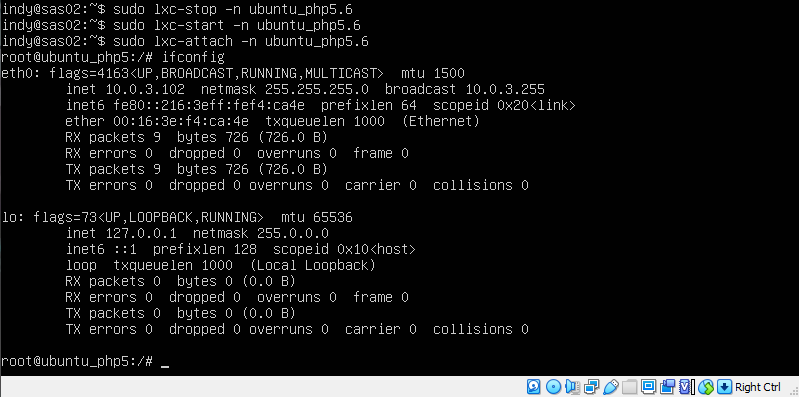 indy@sas02:~$ sudo lxc-stop -n ubuntu_php5.6
indy@sas02:~$ sudo lxc-start -n ubuntu_php5.6
indy@sas02:~$ sudo lxc-attach -n ubuntu_php5.6
root@ubuntu_php5:/# ifconfig
eth0: flags=4163<UP,BROADCAST,RUNNING,MULTICAST>  mtu 1500
        inet 10.0.3.102  netmask 255.255.255.0  broadcast 10.0.3.255
        inet6 fe80::216:3eff:fef4:ca4e  prefixlen 64  scopeid 0x20<link>
        ether 00:16:3e:f4:ca:4e  txqueuelen 1000  (Ethernet)
        RX packets 9  bytes 726 (726.0 B)
        RX errors 0  dropped 0  overruns 0  frame 0
        TX packets 9  bytes 726 (726.0 B)
        TX errors 0  dropped 0 overruns 0  carrier 0  collisions 0
lo: flags=73<UP,LOOPBACK,RUNNING>  mtu 65536
        inet 127.0.0.1  netmask 255.0.0.0
        inet6 ::1  prefixlen 128  scopeid 0x10<host>
        loop  txqueuelen 1000  (Local Loopback)
        RX packets 0  bytes 0 (0.0 B)
        RX errors 0  dropped 0  overruns 0  frame 0
        TX packets 0  bytes 0 (0.0 B)
        TX errors 0  dropped 0 overruns 0  carrier 0  collisions 0
root@ubuntu_php5:/# _
Right Ctrl